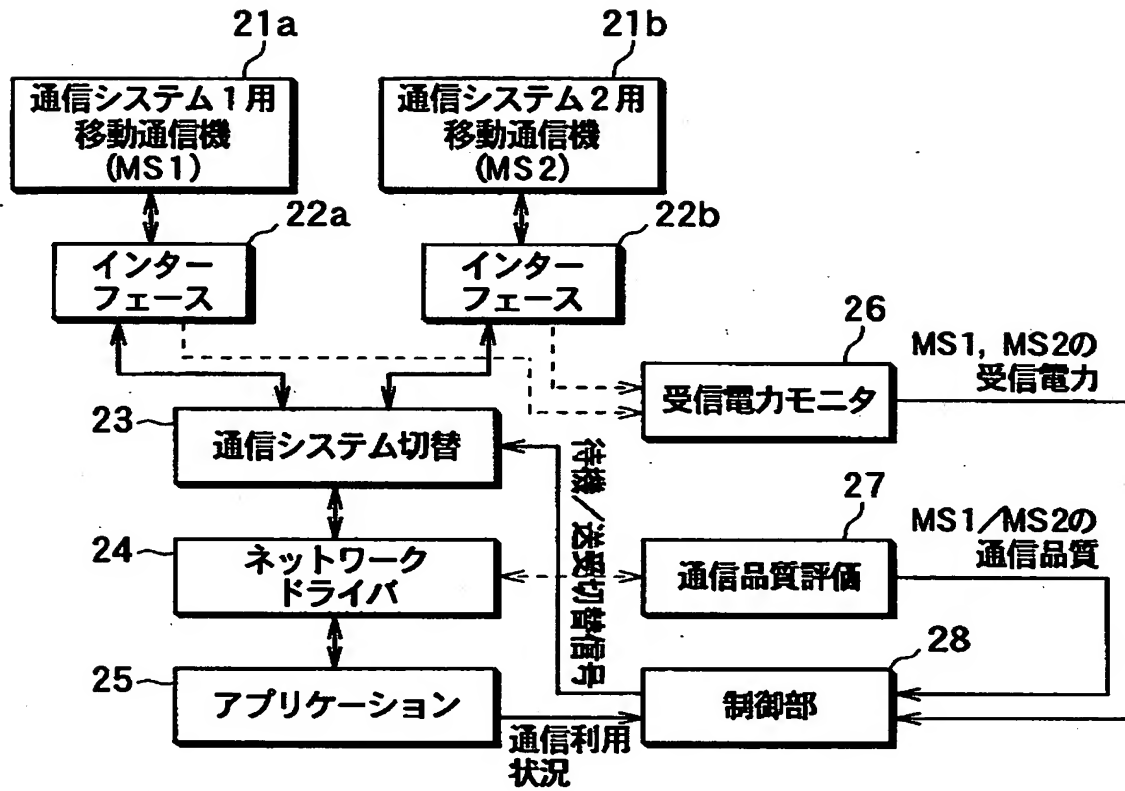 21a
21b
通信システム1用
移動通信機
(MS1)
通信システム2用
移動通信機
(MS2)
22a
22b
インター
フェース
インター
フェース
26
MS1, MS2の
受信電力
受信電力モニタ
23
通信システム切替
待機/送受切替信号
27
MS1/MS2の
通信品質
24
ネットワーク
ドライバ
通信品質評価
28
25
アプリケーション
制御部
通信利用
状況